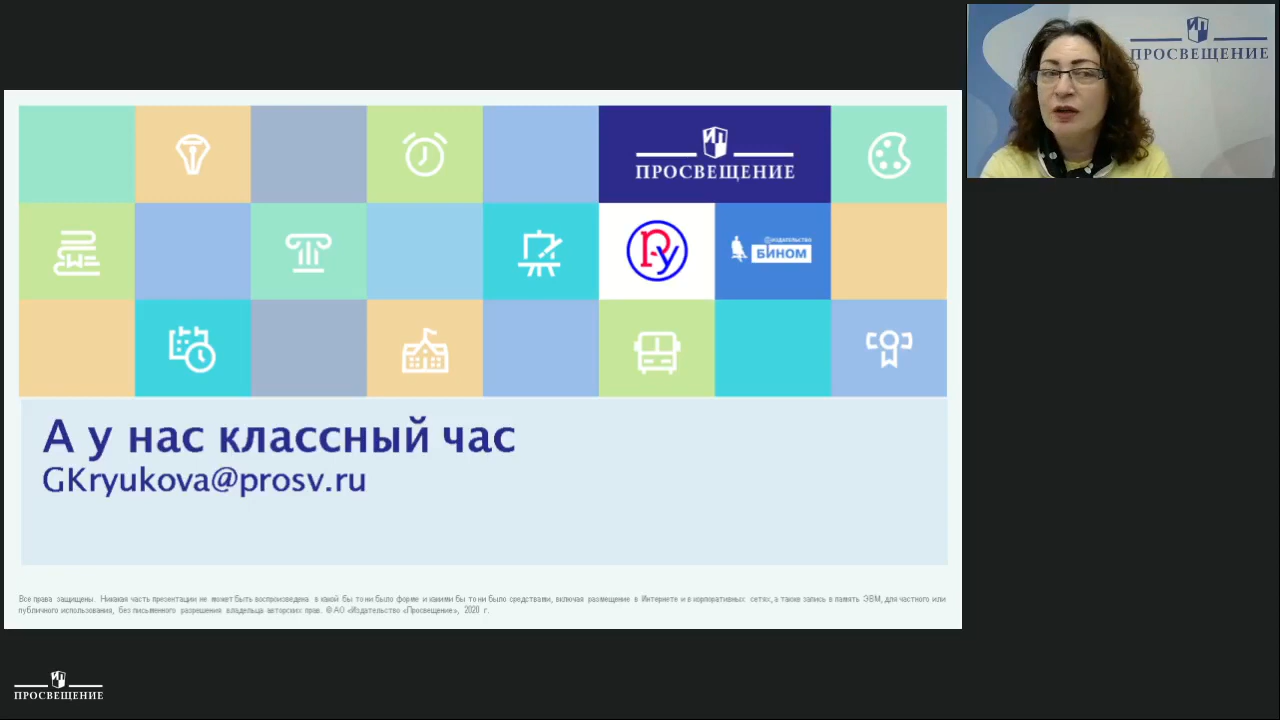 ПРОСВЕЩЕНИЕ
ПРОСВЕЩЕНИЕ
РУ
ИЗДАТЕЛЬСТВО
БИНОМ
А у нас классный час
GKryukova@prosv.ru
Все права защищены. Никакая часть презентации не может быть воспроизведена в какой бы то ни было форме и какими бы то ни было средствами, включая размещение в Интернете и в корпоративных сетях, а также запись в память ЭВМ, для частного или
публичного использования, без письменного разрешения владельца авторских прав. © АО «Издательство «Просвещение», 2020 г.
ПРОСВЕЩЕНИЕ